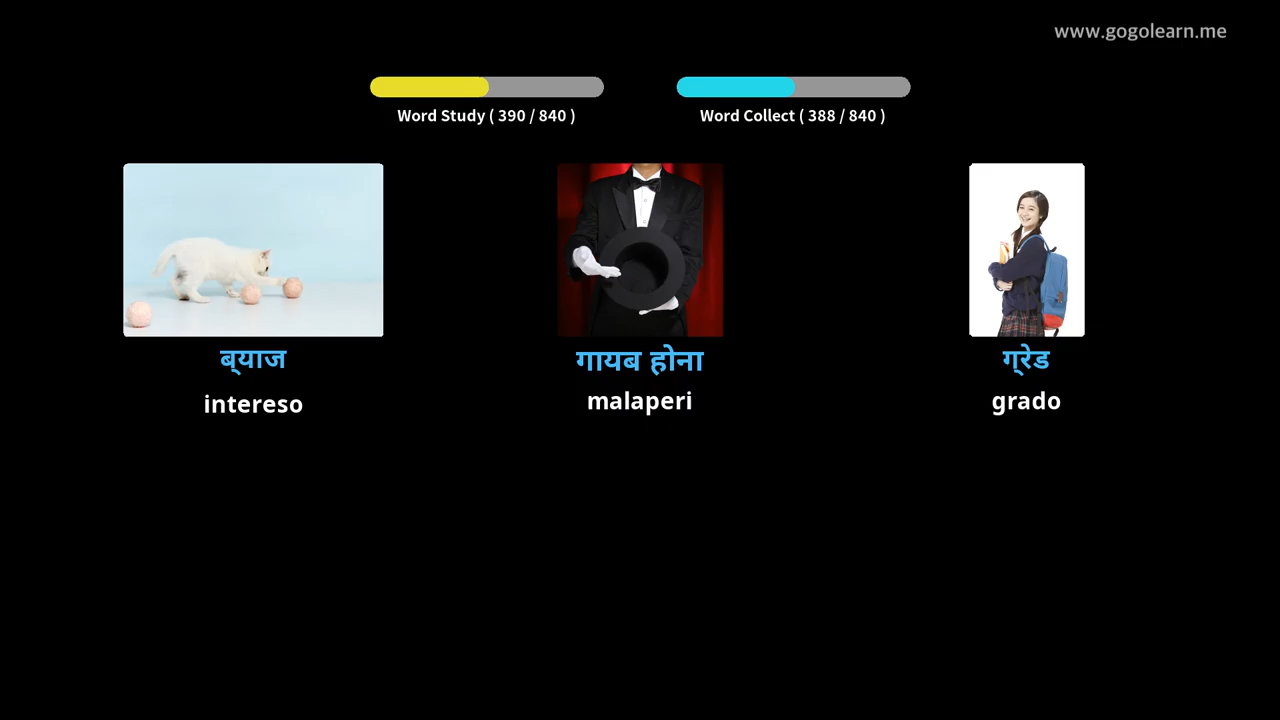 www.gogolearn.me
Word Study ( 390 / 840 )
Word Collect ( 388 / 840 )
ब्याज
गायब होना
ग्रेड
intereso
malaperi
grado